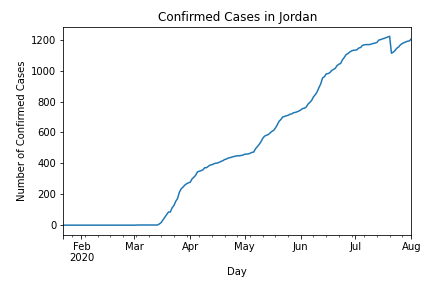 Confirmed Cases in Jordan
1200
1000
800
600
400
200
0
Number of Confirmed Cases
Feb Mar Apr May Jun Jul Aug
2020
Day